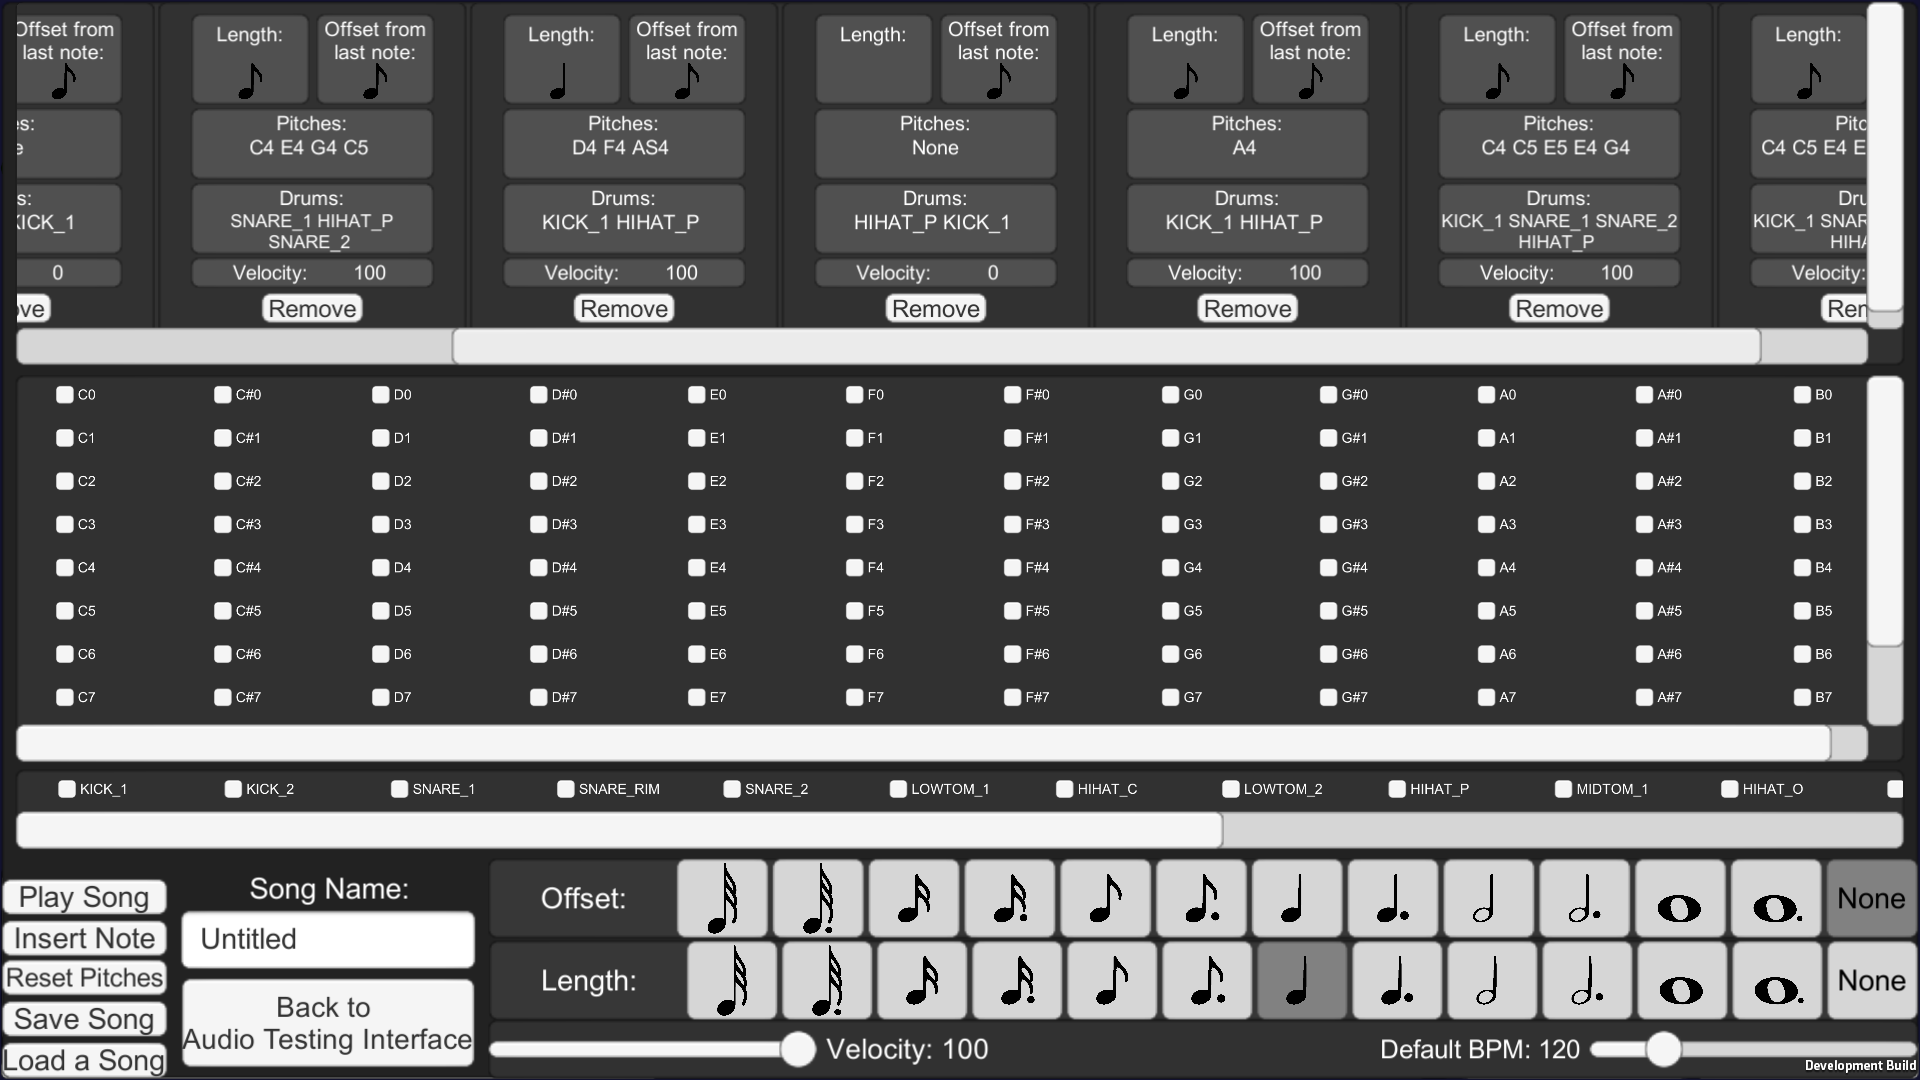 Offset from Length: Offset from Length: Offset from Length: Offset from Length: Offset from Length: Offset from Length:
last note: last note: last note: last note: last note: last note:
Pitches: Pitches: Pitches: Pitches: Pitches:
C4 E4 G4 C5 D4 F4 AS4 None A4 C4 C5 E5 E4 G4 C4 C5 E4 E
Drums: Drums: Drums: Drums: Drums:
KICK_1 SNARE_1 HIHAT_P KICK_1 HIHAT_P HIHAT_P KICK_1 KICK_1 HIHAT_P KICK_1 SNARE_1 SNARE_2 KICK_1 SNAR
SNARE_2 HIHAT_P HIHA
0 Velocity: 100 Velocity: 100 Velocity: 0 Velocity: 100 Velocity: 100 Velocity:
ove Remove Remove Remove Remove Remove Rem
C0 C#0 D0 D#0 E0 F0 F#0 G0 G#0 A0 A#0 B0
C1 C#1 D1 D#1 E1 F1 F#1 G1 G#1 A1 A#1 B1
C2 C#2 D2 D#2 E2 F2 F#2 G2 G#2 A2 A#2 B2
C3 C#3 D3 D#3 E3 F3 F#3 G3 G#3 A3 A#3 B3
C4 C#4 D4 D#4 E4 F4 F#4 G4 G#4 A4 A#4 B4
C5 C#5 D5 D#5 E5 F5 F#5 G5 G#5 A5 A#5 B5
C6 C#6 D6 D#6 E6 F6 F#6 G6 G#6 A6 A#6 B6
C7 C#7 D7 D#7 E7 F7 F#7 G7 G#7 A7 A#7 B7
KICK_1 KICK_2 SNARE_1 SNARE_RIM SNARE_2 LOWTOM_1 HIHAT_C LOWTOM_2 HIHAT_P MIDTOM_1 HIHAT_O
Play Song
Insert Note
Reset Pitches
Save Song
Load a Song
Song Name:
Untitled
Back to
Audio Testing Interface
Offset: None
Length: None
Velocity: 100
Default BPM: 120
Development Build